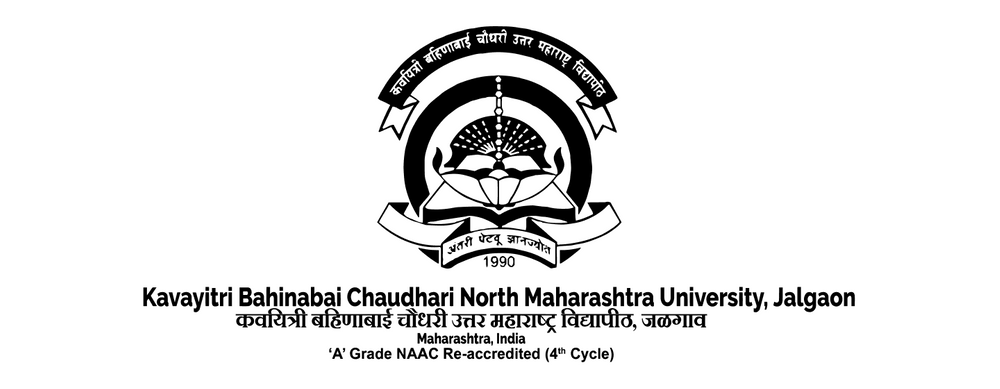 कवयित्री बहिणाबाई चौधरी उत्तर महाराष्ट्र विद्यापीठ
अंतरी पेटवू ज्ञानज्योत
1990
Kavayitri Bahinabai Chaudhari North Maharashtra University, Jalgaon
कवयित्री बहिणाबाई चौधरी उत्तर महाराष्ट्र विद्यापीठ, जळगाव
Maharashtra, India
‘A’ Grade NAAC Re-accredited (4th Cycle)